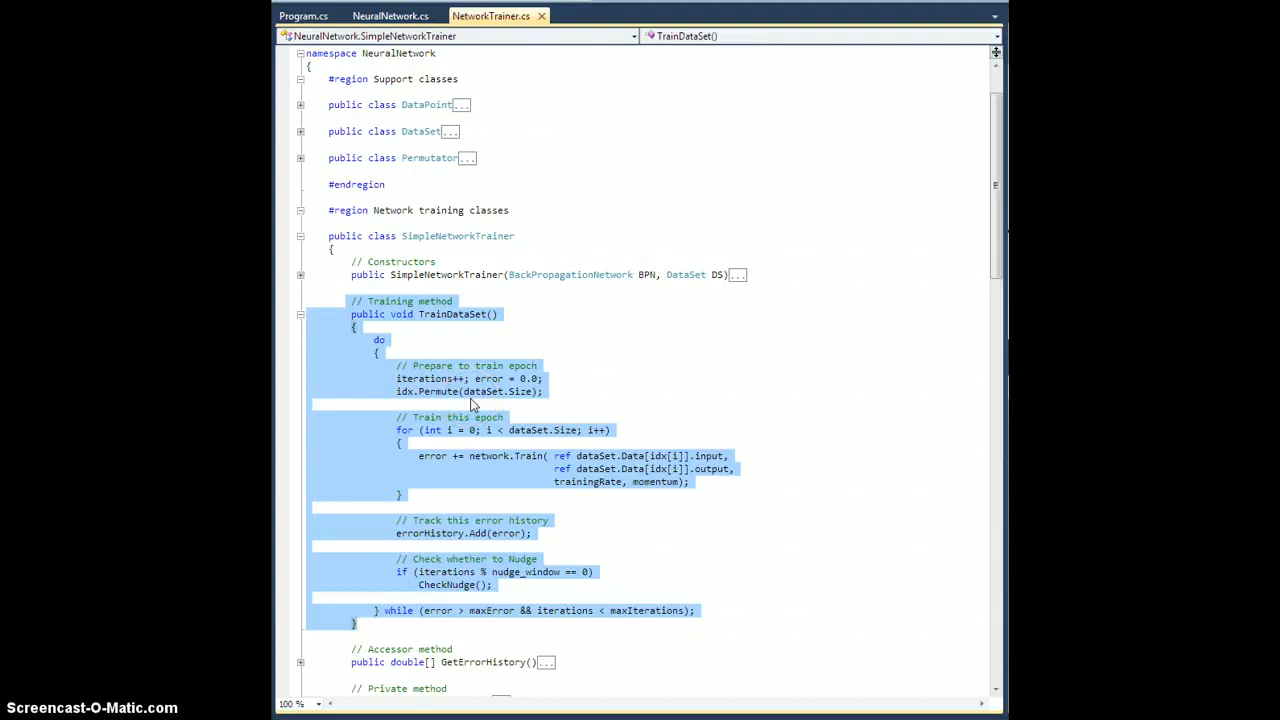 Program.cs NeuralNetwork.cs NetworkTrainer.cs
NeuralNetwork.SimpleNetworkTrainer TrainDataSet()
namespace NeuralNetwork
{
#region Support classes
public class DataPoint...
public class DataSet...
public class Permutator...
#endregion
#region Network training classes
public class SimpleNetworkTrainer
{
// Constructors
public SimpleNetworkTrainer(BackPropagationNetwork BPN, DataSet DS)...
// Training method
public void TrainDataSet()
{
do
{
// Prepare to train epoch
iterations++; error = 0.0;
idx.Permute(dataSet.Size);
// Train this epoch
for (int i = 0; i < dataSet.Size; i++)
{
error += network.Train( ref dataSet.Data[idx[i]].input,
ref dataSet.Data[idx[i]].output,
trainingRate, momentum);
}
// Track this error history
errorHistory.Add(error);
// Check whether to Nudge
if (iterations % nudge_window == 0)
CheckNudge();
} while (error > maxError && iterations < maxIterations);
}
// Accessor method
public double[] GetErrorHistory()...
// Private method
100 %
Screencast-O-Matic.com